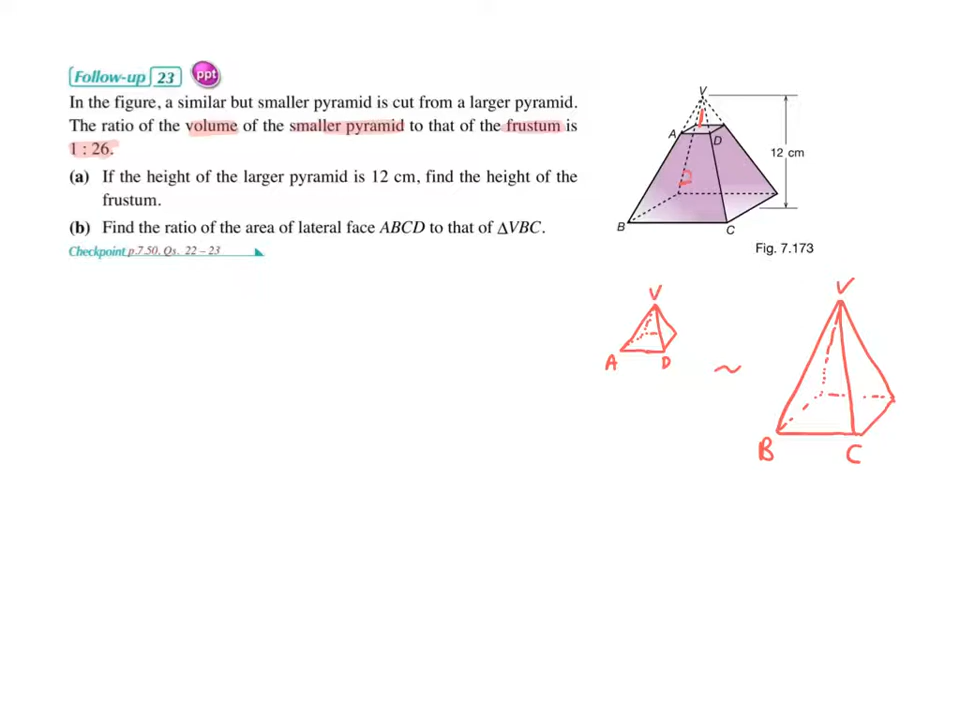 Follow-up 23 ppt
In the figure, a similar but smaller pyramid is cut from a larger pyramid.
The ratio of the volume of the smaller pyramid to that of the frustum is
1 : 26.
(a) If the height of the larger pyramid is 12 cm, find the height of the
frustum.
(b) Find the ratio of the area of lateral face ABCD to that of ΔVBC.
Checkpoint p.7.50, Qs. 22 – 23
V
A
D
12 cm
B
C
Fig. 7.173
V
A D
~
V
B C